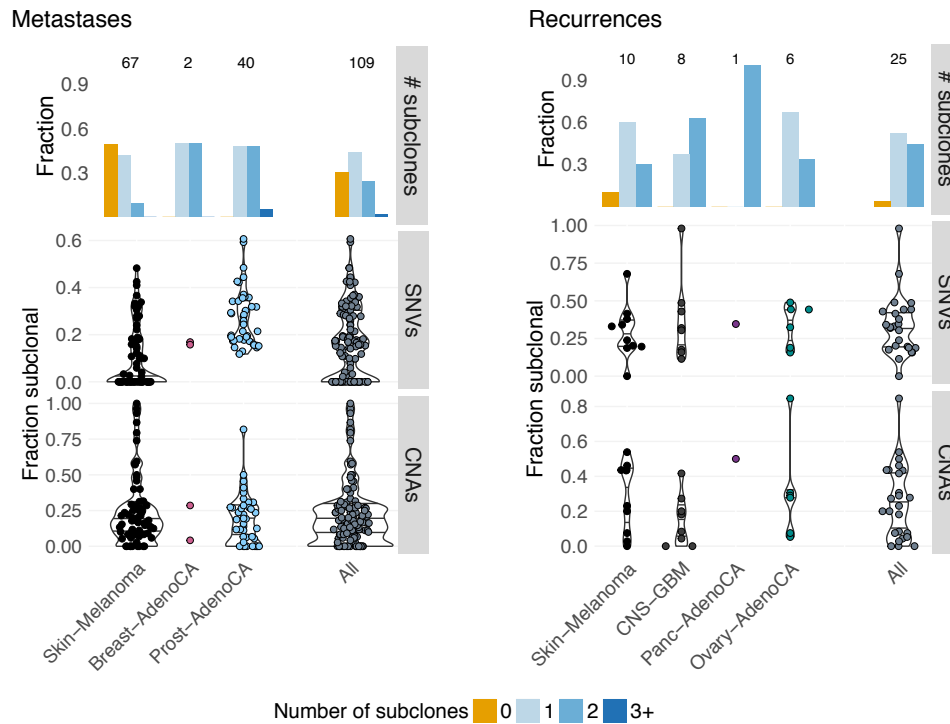 Metastases
67 2 40 109
0.9
0.6
0.3
Fraction
# subclones
0.6
0.4
0.2
0.0
SNVs
Fraction subclonal
1.00
0.75
0.50
0.25
0.00
CNAs
Skin−Melanoma
Breast−AdenoCA
Prost−AdenoCA
All
Recurrences
10 8 1 6 25
0.9
0.6
0.3
Fraction
# subclones
1.00
0.75
0.50
0.25
0.00
SNVs
Fraction subclonal
0.8
0.6
0.4
0.2
0.0
CNAs
Skin−Melanoma
CNS−GBM
Panc−AdenoCA
Ovary−AdenoCA
All
Number of subclones 0 1 2 3+